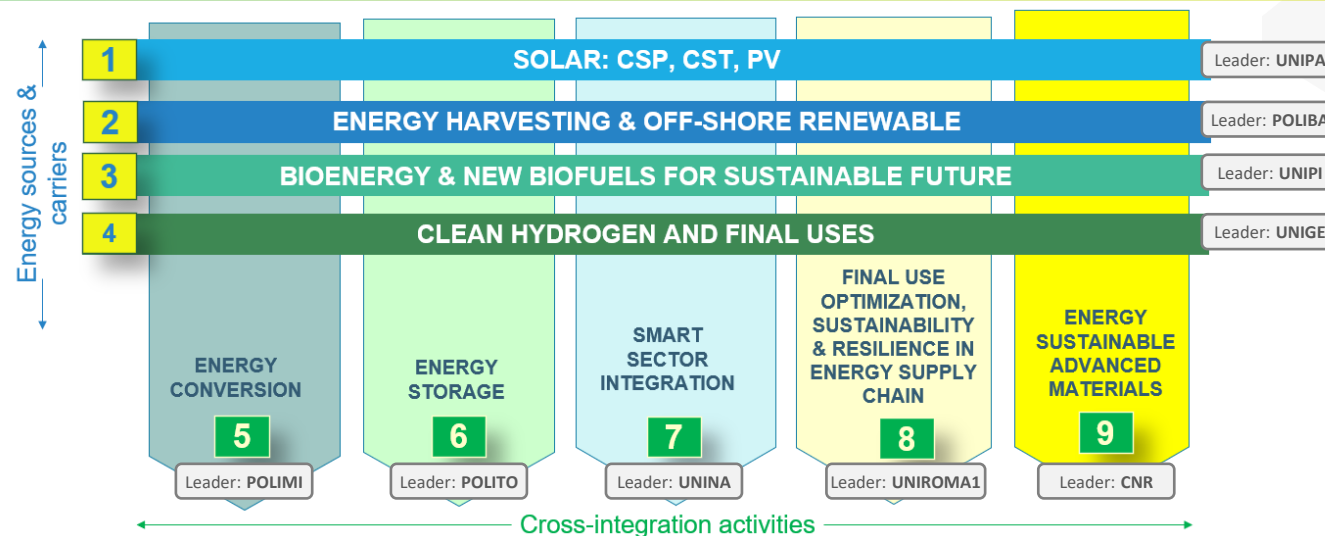 Energy sources &
carriers
1
SOLAR: CSP, CST, PV
Leader: UNIPA
2
ENERGY HARVESTING & OFF-SHORE RENEWABLE
Leader: POLIBA
3
BIOENERGY & NEW BIOFUELS FOR SUSTAINABLE FUTURE
Leader: UNIPI
4
CLEAN HYDROGEN AND FINAL USES
Leader: UNIGE
ENERGY
CONVERSION
5
Leader: POLIMI
ENERGY
STORAGE
6
Leader: POLITO
SMART
SECTOR
INTEGRATION
7
Leader: UNINA
FINAL USE
OPTIMIZATION,
SUSTAINABILITY
& RESILIENCE IN
ENERGY SUPPLY
CHAIN
8
Leader: UNIROMA1
ENERGY
SUSTAINABLE
ADVANCED
MATERIALS
9
Leader: CNR
Cross-integration activities